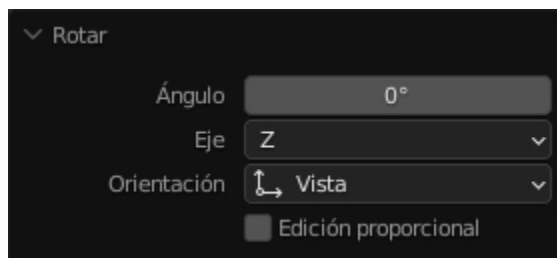 Rotar
Ángulo 0°
Eje Z
Orientación Vista
Edición proporcional